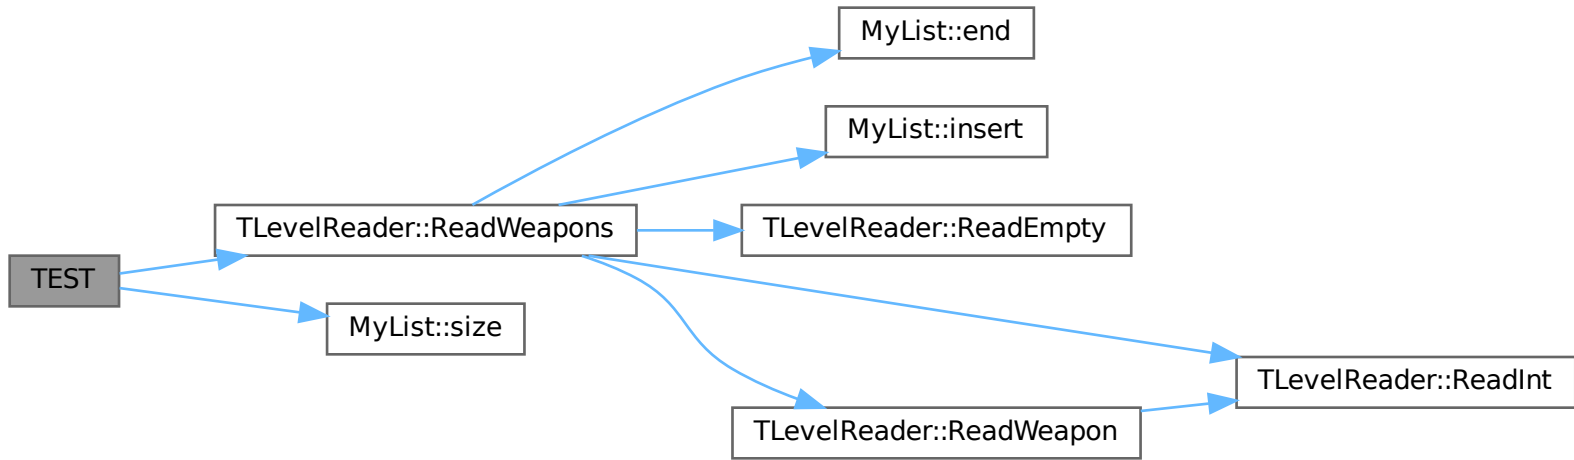 MyList::end
MyList::insert
TLevelReader::ReadWeapons
TLevelReader::ReadEmpty
TEST
MyList::size
TLevelReader::ReadInt
TLevelReader::ReadWeapon